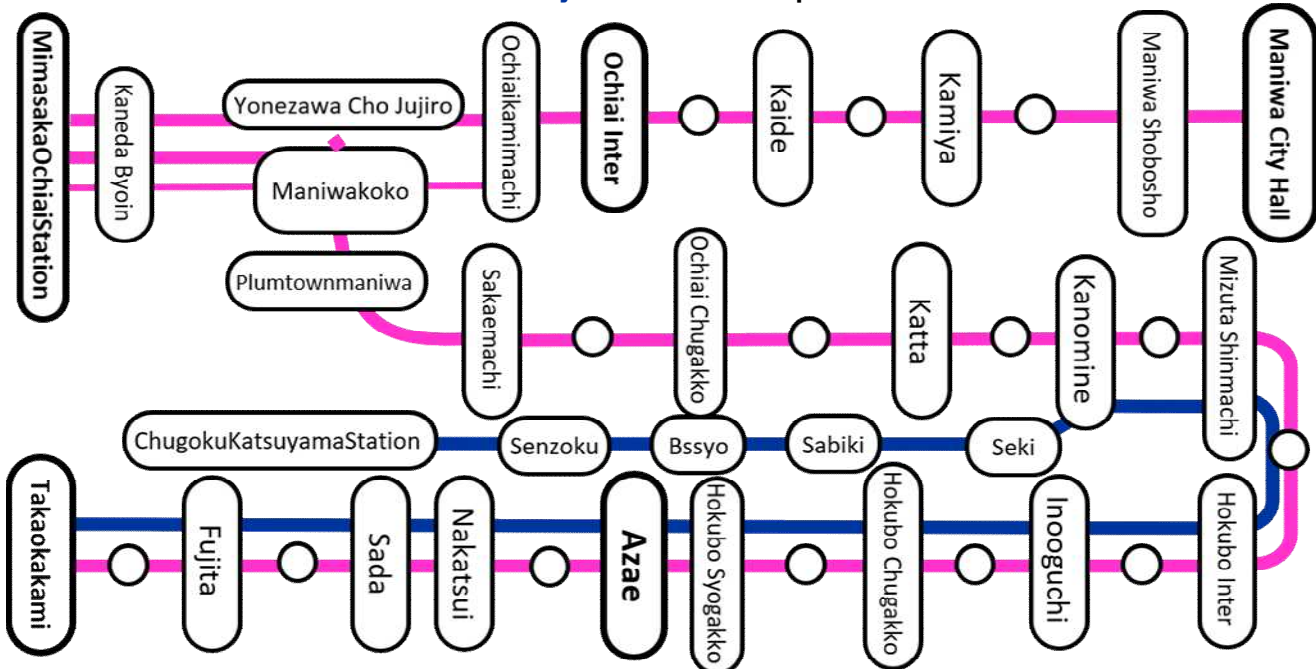 MimasakaOchiaiStation
Kaneda Byoin
Yonezawa Cho Jujiro
Maniwakoko
Plumtownmaniwa
Ochiaikamimachi
Ochiai Inter
Kaide
Kamiya
Maniwa Shobosho
Maniwa City Hall
Sakaemachi
Ochiai Chugakko
Katta
Kanomine
Mizuta Shinmachi
ChugokuKatsuyamaStation
Senzoku
Bssyo
Sabiki
Seki
Takaokakami
Fujita
Sada
Nakatsui
Azae
Hokubo Syogakko
Hokubo Chugakko
Inooguchi
Hokubo Inter